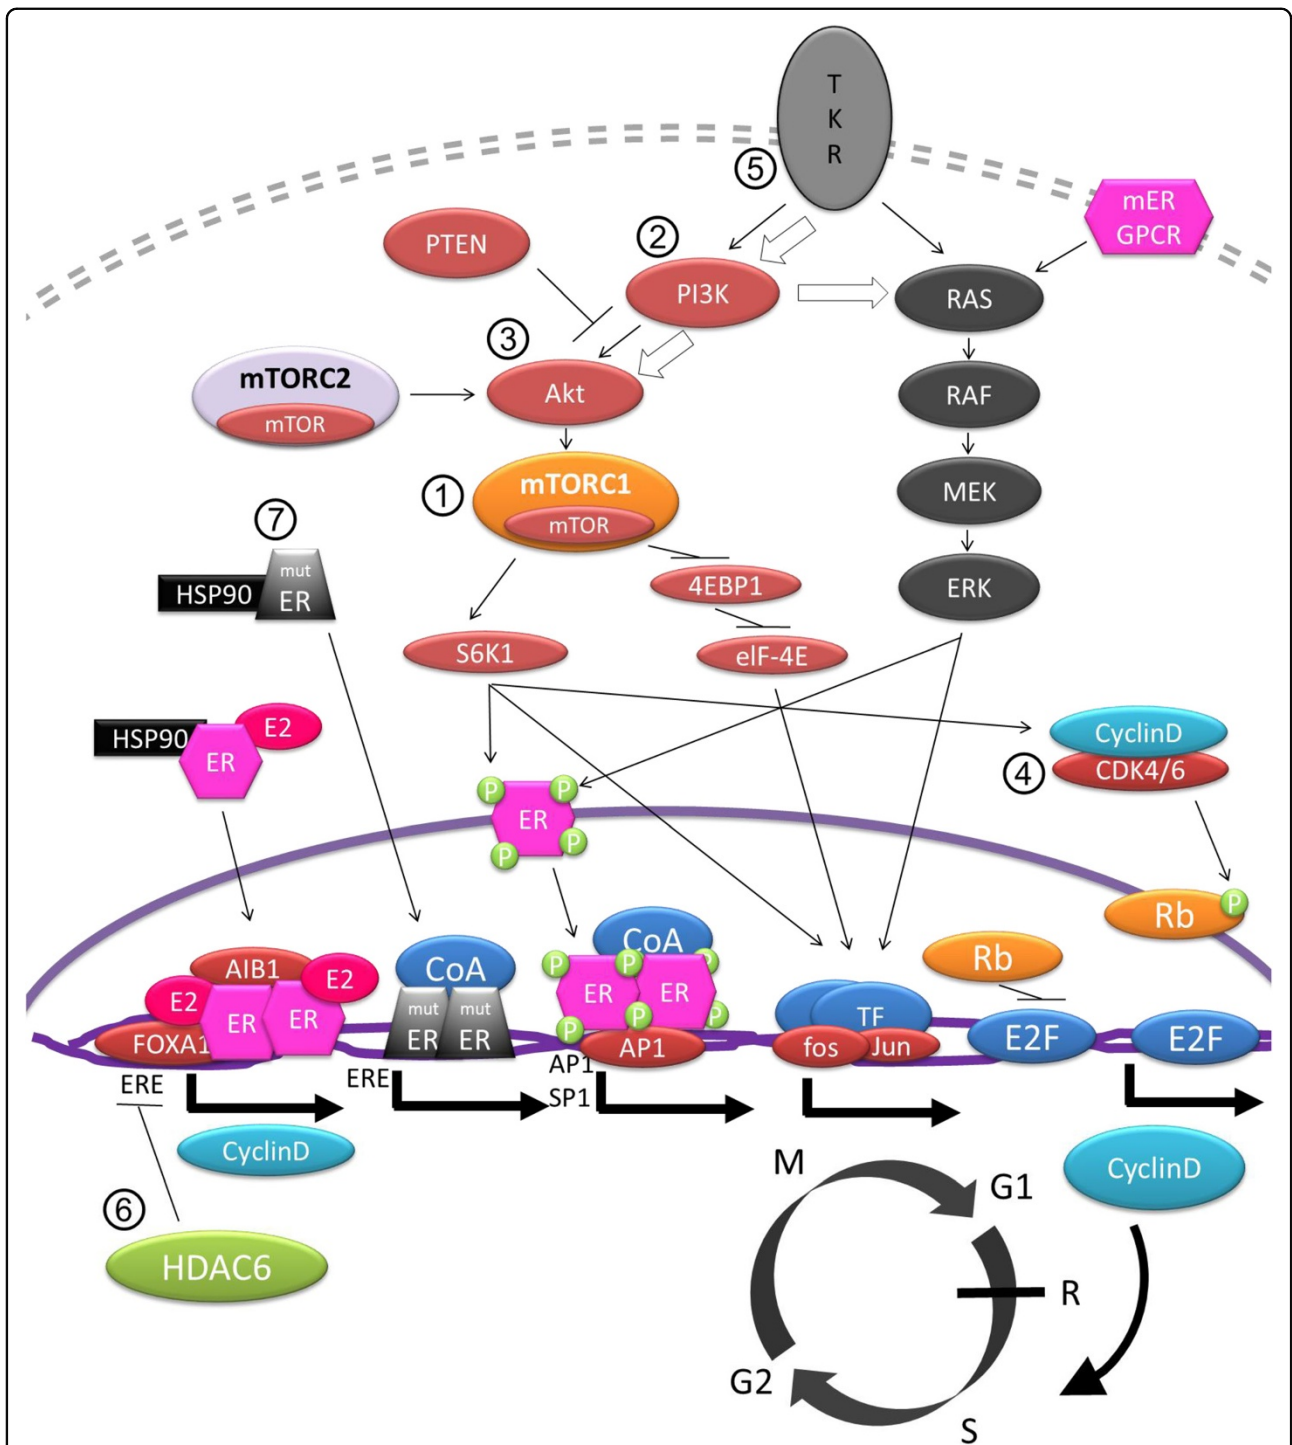 T
K
R
5
mER
GPCR
PTEN
2
PI3K
RAS
3
mTORC2
mTOR
Akt
RAF
1
mTORC1
mTOR
MEK
7
mut
ER
HSP90
4EBP1
ERK
S6K1
eIF-4E
HSP90
ER
E2
CyclinD
CDK4/6
4
P
P
ER
P
P
Rb
P
AIB1
E2
E2
ER
ER
FOXA1
ERE
CoA
mut
mut
ER
ER
ERE
CoA
P
P
P
ER
ER
P
P
P
AP1
AP1
SP1
TF
fos
Jun
Rb
E2F
E2F
CyclinD
6
HDAC6
M
G1
R
S
G2
CyclinD